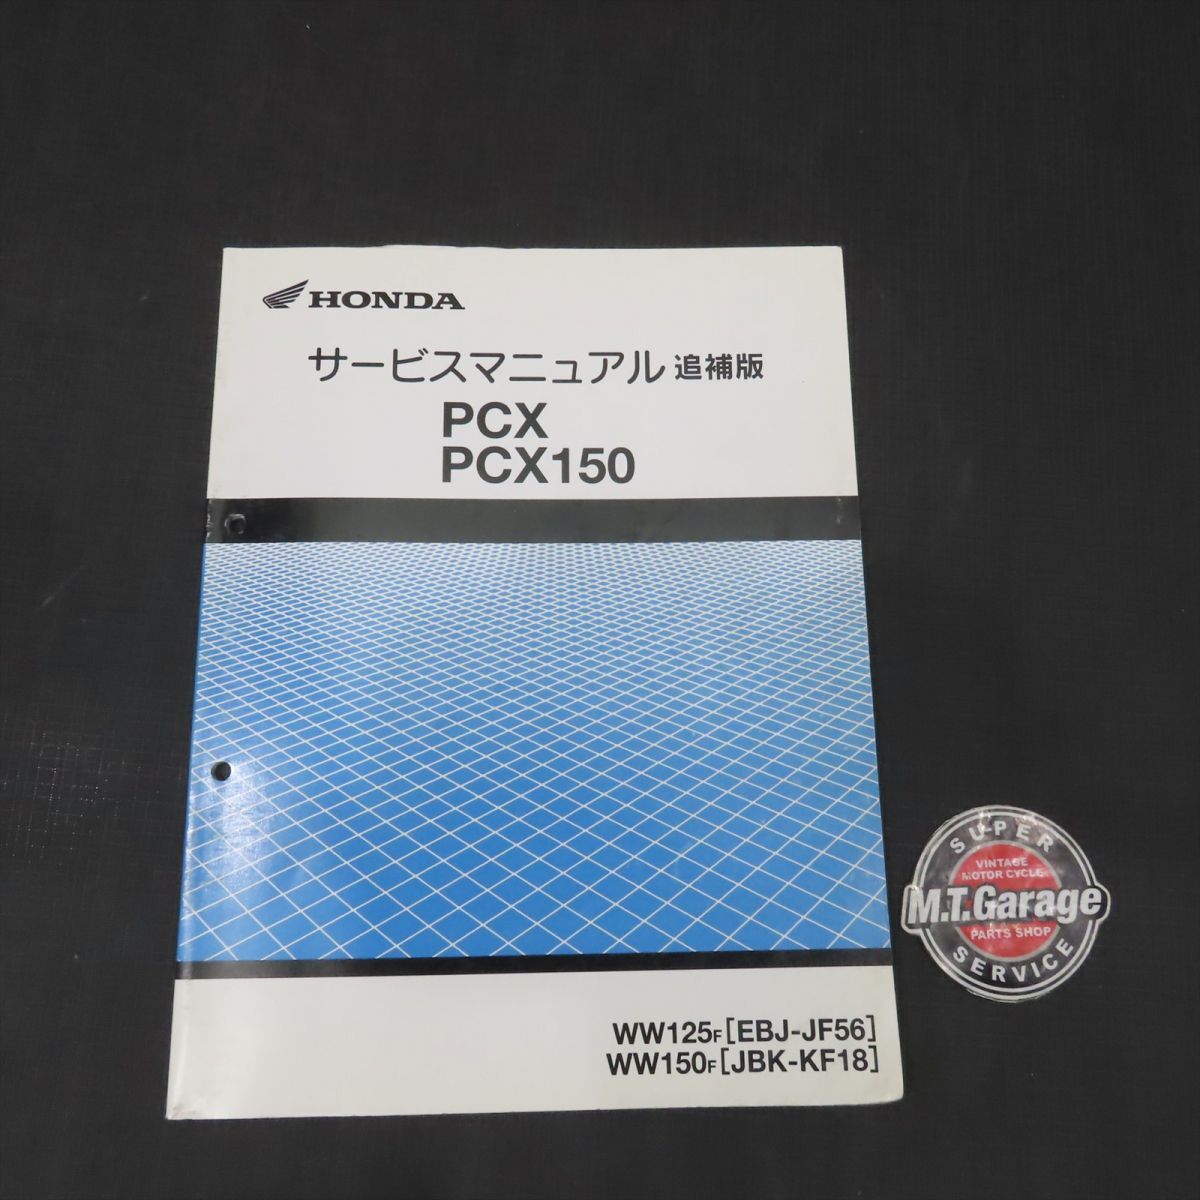 HONDA
サービスマニュアル 追補版
PCX
PCX150
WW125F[EBJ-JF56]
WW150F[JBK-KF18]
SUPER
VINTAGE
MOTOR CYCLE
M.T.Garage
PARTS SHOP
SERVICE